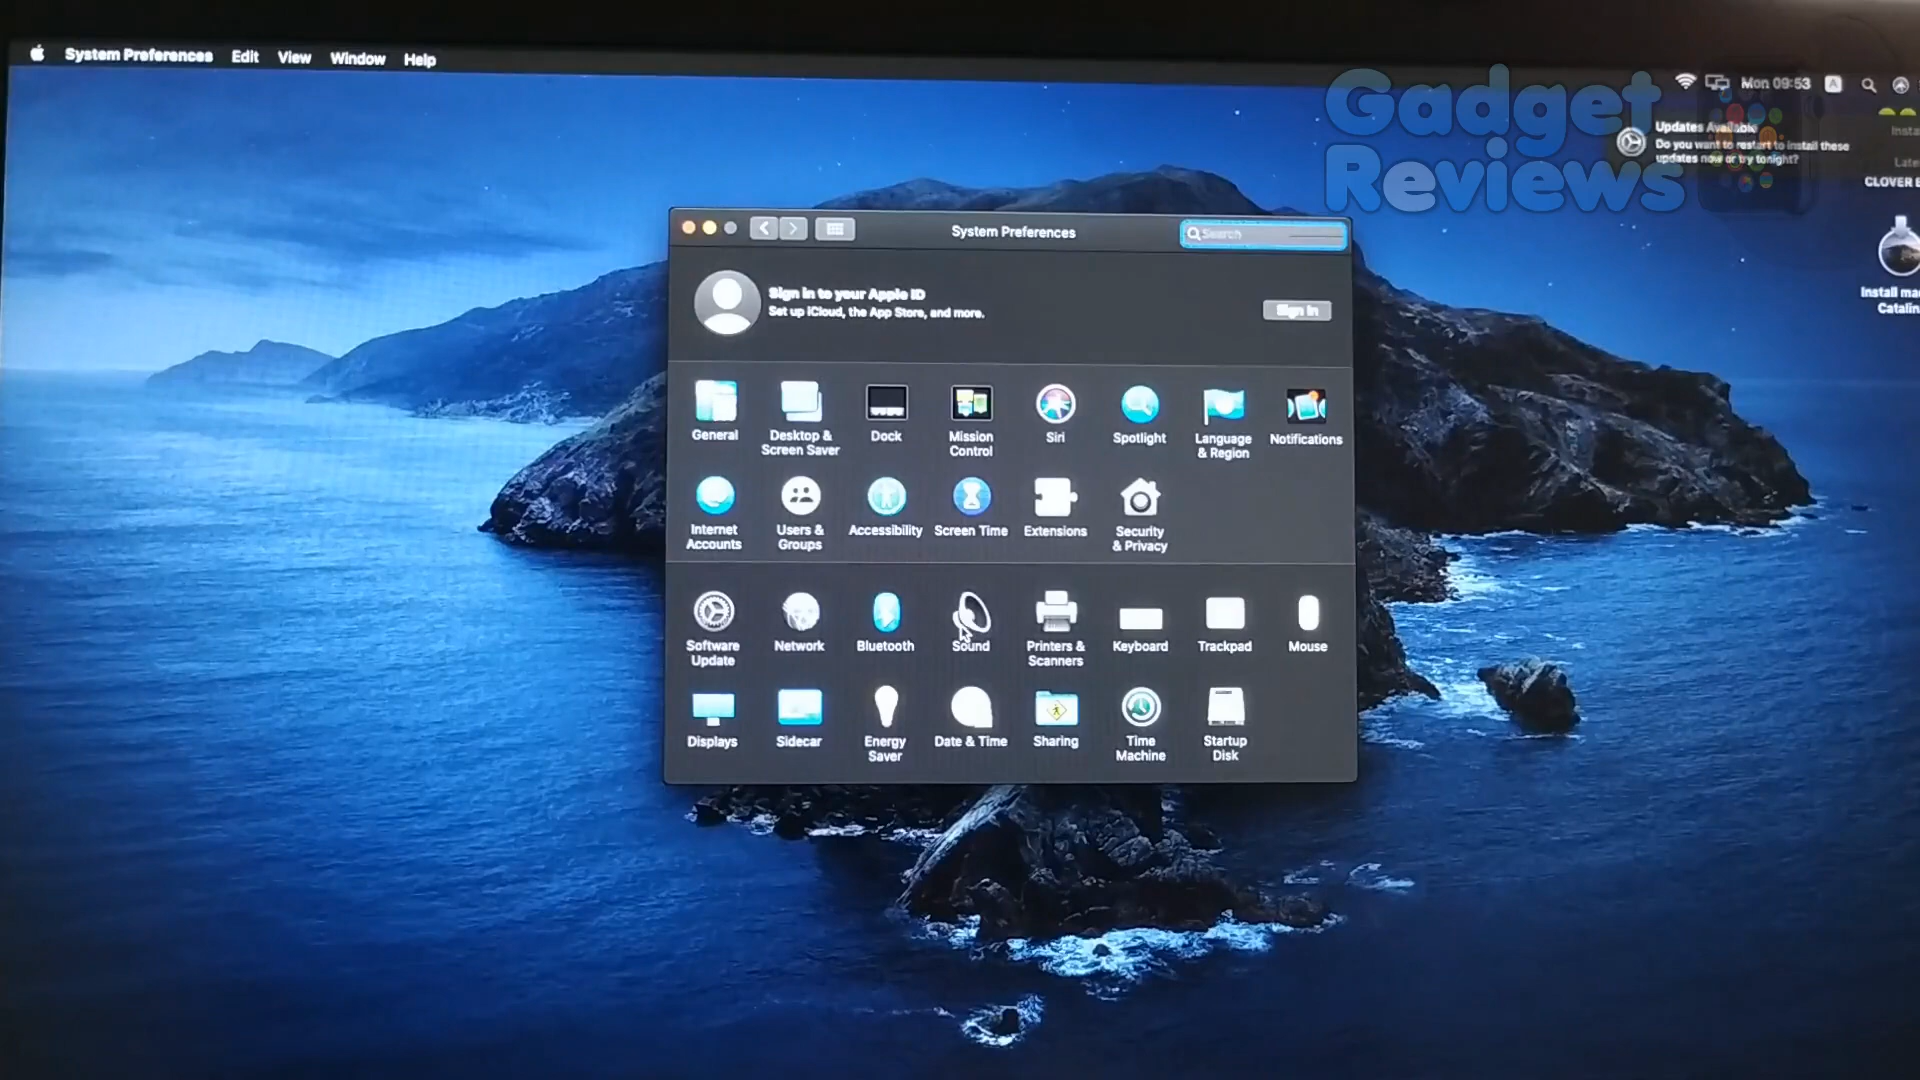 System Preferences Edit View Window Help
Mon 09:53
Gadget
Reviews
Updates Available
Do you want to restart to install these
updates now or try tonight?
CLOVER
System Preferences
Search
Sign in to your Apple ID
Set up iCloud, the App Store, and more.
Sign In
General
Desktop &
Screen Saver
Dock
Mission
Control
Siri
Spotlight
Language
& Region
Notifications
Internet
Accounts
Users &
Groups
Accessibility
Screen Time
Extensions
Security
& Privacy
Software
Update
Network
Bluetooth
Sound
Printers &
Scanners
Keyboard
Trackpad
Mouse
Displays
Sidecar
Energy
Saver
Date & Time
Sharing
Time
Machine
Startup
Disk
Install